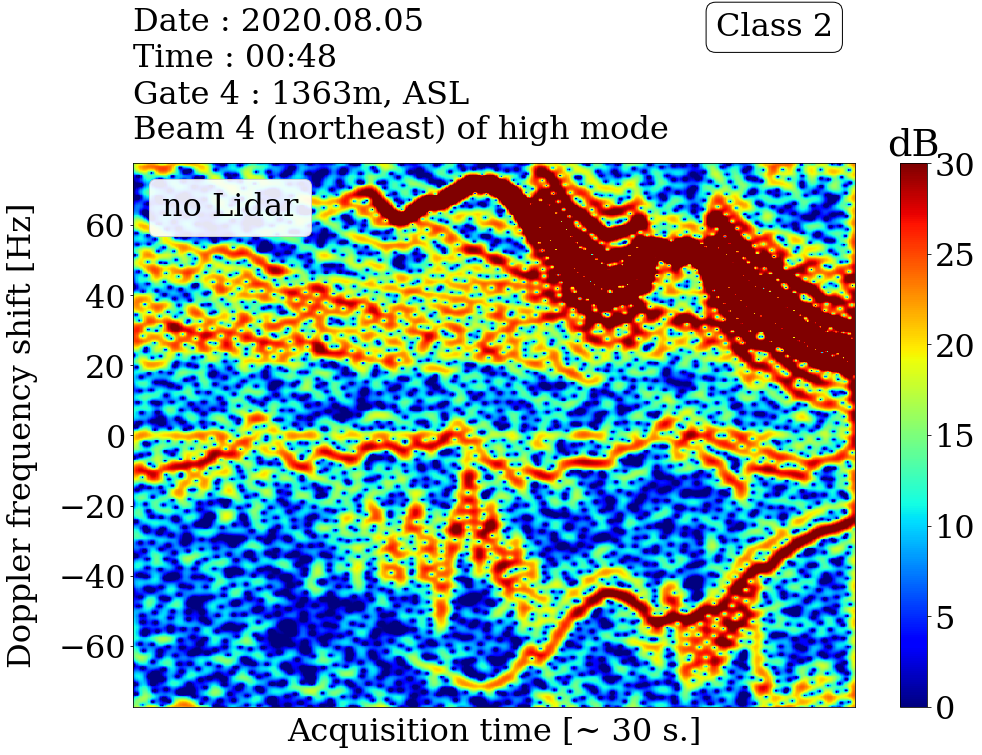 Date : 2020.08.05
Time : 00:48
Gate 4 : 1363m, ASL
Beam 4 (northeast) of high mode
Class 2
dB
no Lidar
30
25
20
15
10
5
0
60
40
20
0
−20
−40
−60
Doppler frequency shift [Hz]
Acquisition time [~ 30 s.]